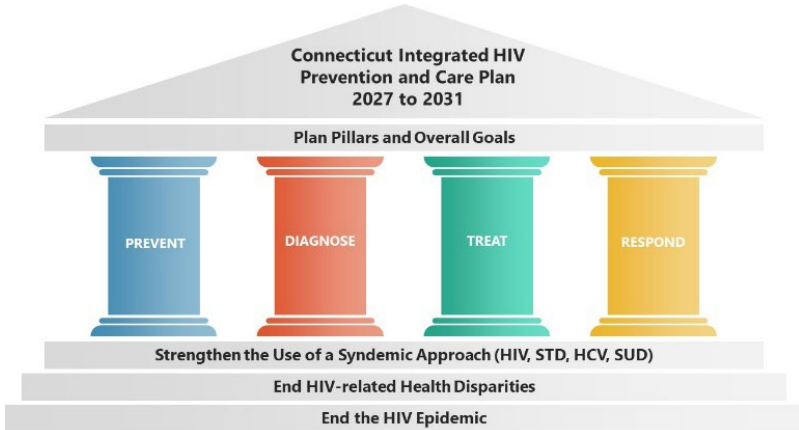 Connecticut Integrated HIV
Prevention and Care Plan
2027 to 2031
Plan Pillars and Overall Goals
PREVENT
DIAGNOSE
TREAT
RESPOND
Strengthen the Use of a Syndemic Approach (HIV, STD, HCV, SUD)
End HIV-related Health Disparities
End the HIV Epidemic